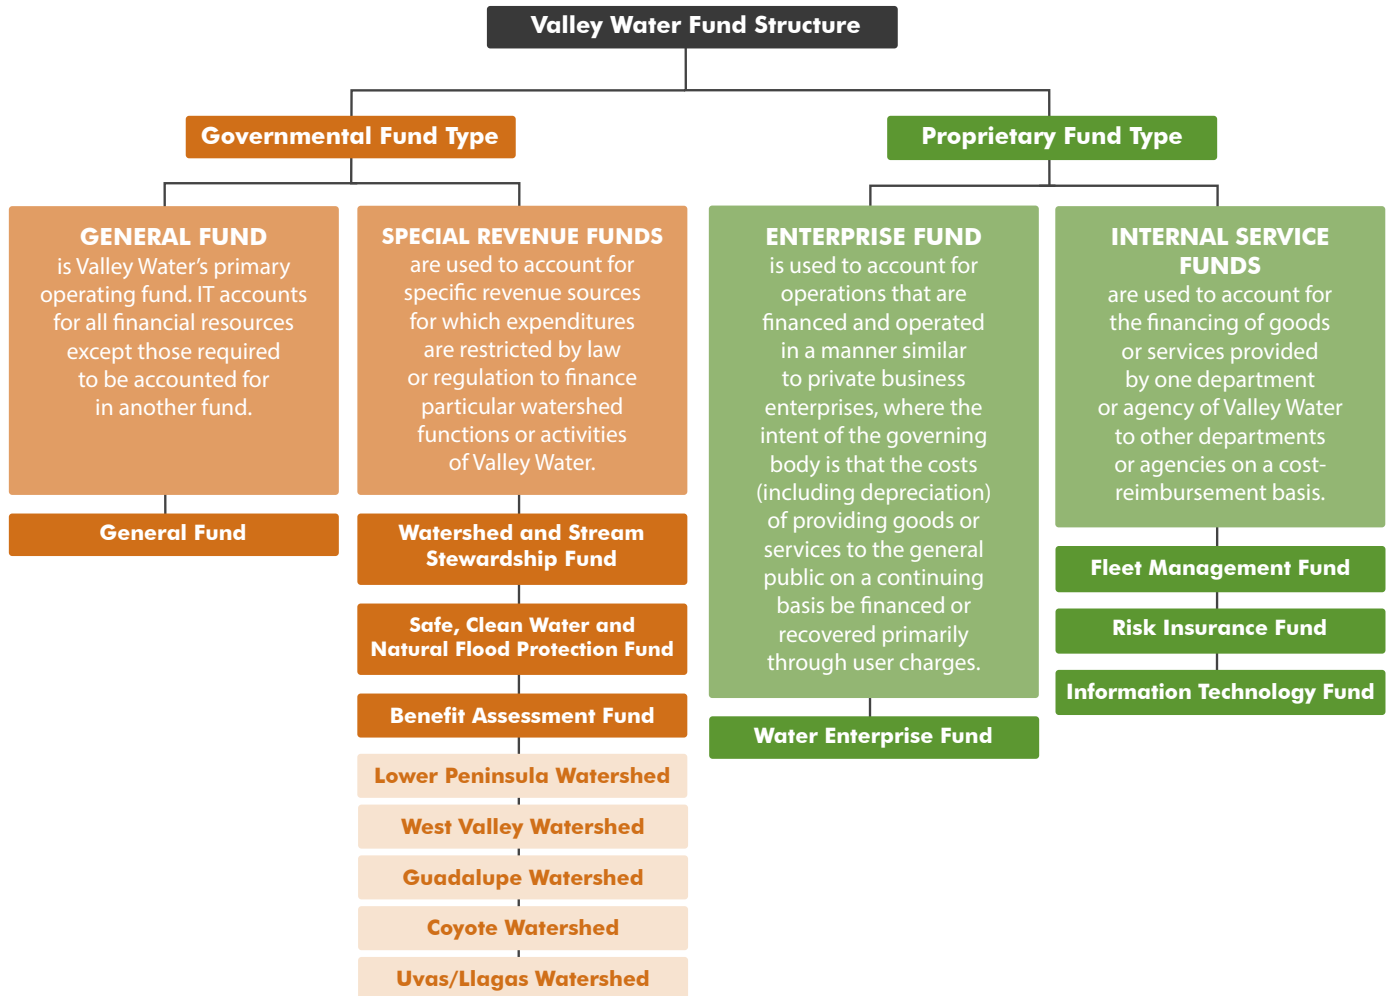 Valley Water Fund Structure
Governmental Fund Type
Proprietary Fund Type
GENERAL FUND
is Valley Water’s primary
operating fund. IT accounts
for all financial resources
except those required
to be accounted for
in another fund.
General Fund
SPECIAL REVENUE FUNDS
are used to account for
specific revenue sources
for which expenditures
are restricted by law
or regulation to finance
particular watershed
functions or activities
of Valley Water.
Watershed and Stream
Stewardship Fund
Safe, Clean Water and
Natural Flood Protection Fund
Benefit Assessment Fund
Lower Peninsula Watershed
West Valley Watershed
Guadalupe Watershed
Coyote Watershed
Uvas/Llagas Watershed
ENTERPRISE FUND
is used to account for
operations that are
financed and operated
in a manner similar
to private business
enterprises, where the
intent of the governing
body is that the costs
(including depreciation)
of providing goods or
services to the general
public on a continuing
basis be financed or
recovered primarily
through user charges.
Water Enterprise Fund
INTERNAL SERVICE
FUNDS
are used to account for
the financing of goods
or services provided
by one department
or agency of Valley Water
to other departments
or agencies on a cost-
reimbursement basis.
Fleet Management Fund
Risk Insurance Fund
Information Technology Fund